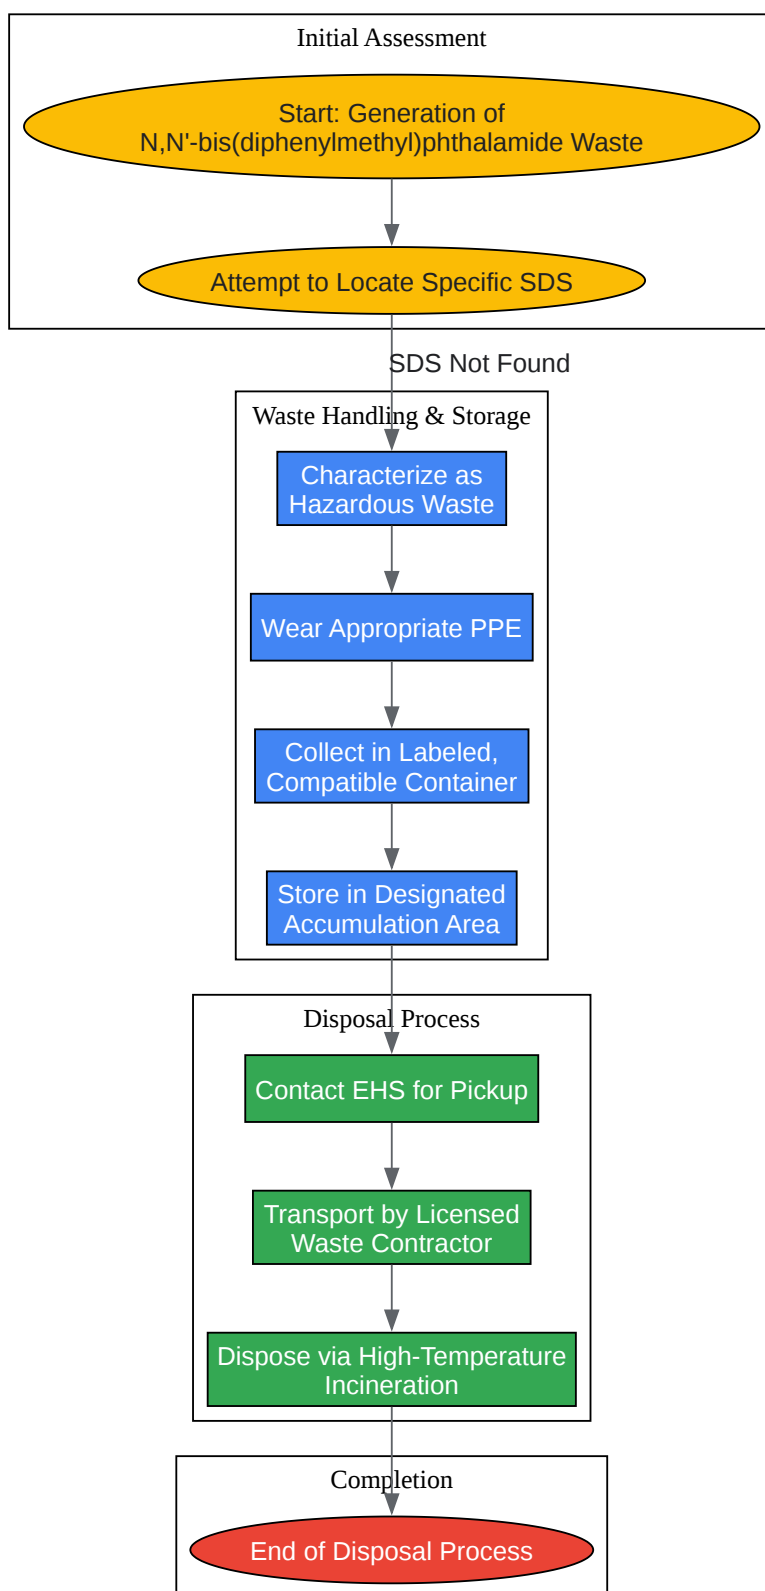 Initial Assessment
Start: Generation of
N,N'-bis(diphenylmethyl)phthalamide Waste
Attempt to Locate Specific SDS
SDS Not Found
Waste Handling & Storage
Characterize as
Hazardous Waste
Wear Appropriate PPE
Collect in Labeled,
Compatible Container
Store in Designated
Accumulation Area
Disposal Process
Contact EHS for Pickup
Transport by Licensed
Waste Contractor
Dispose via High-Temperature
Incineration
Completion
End of Disposal Process